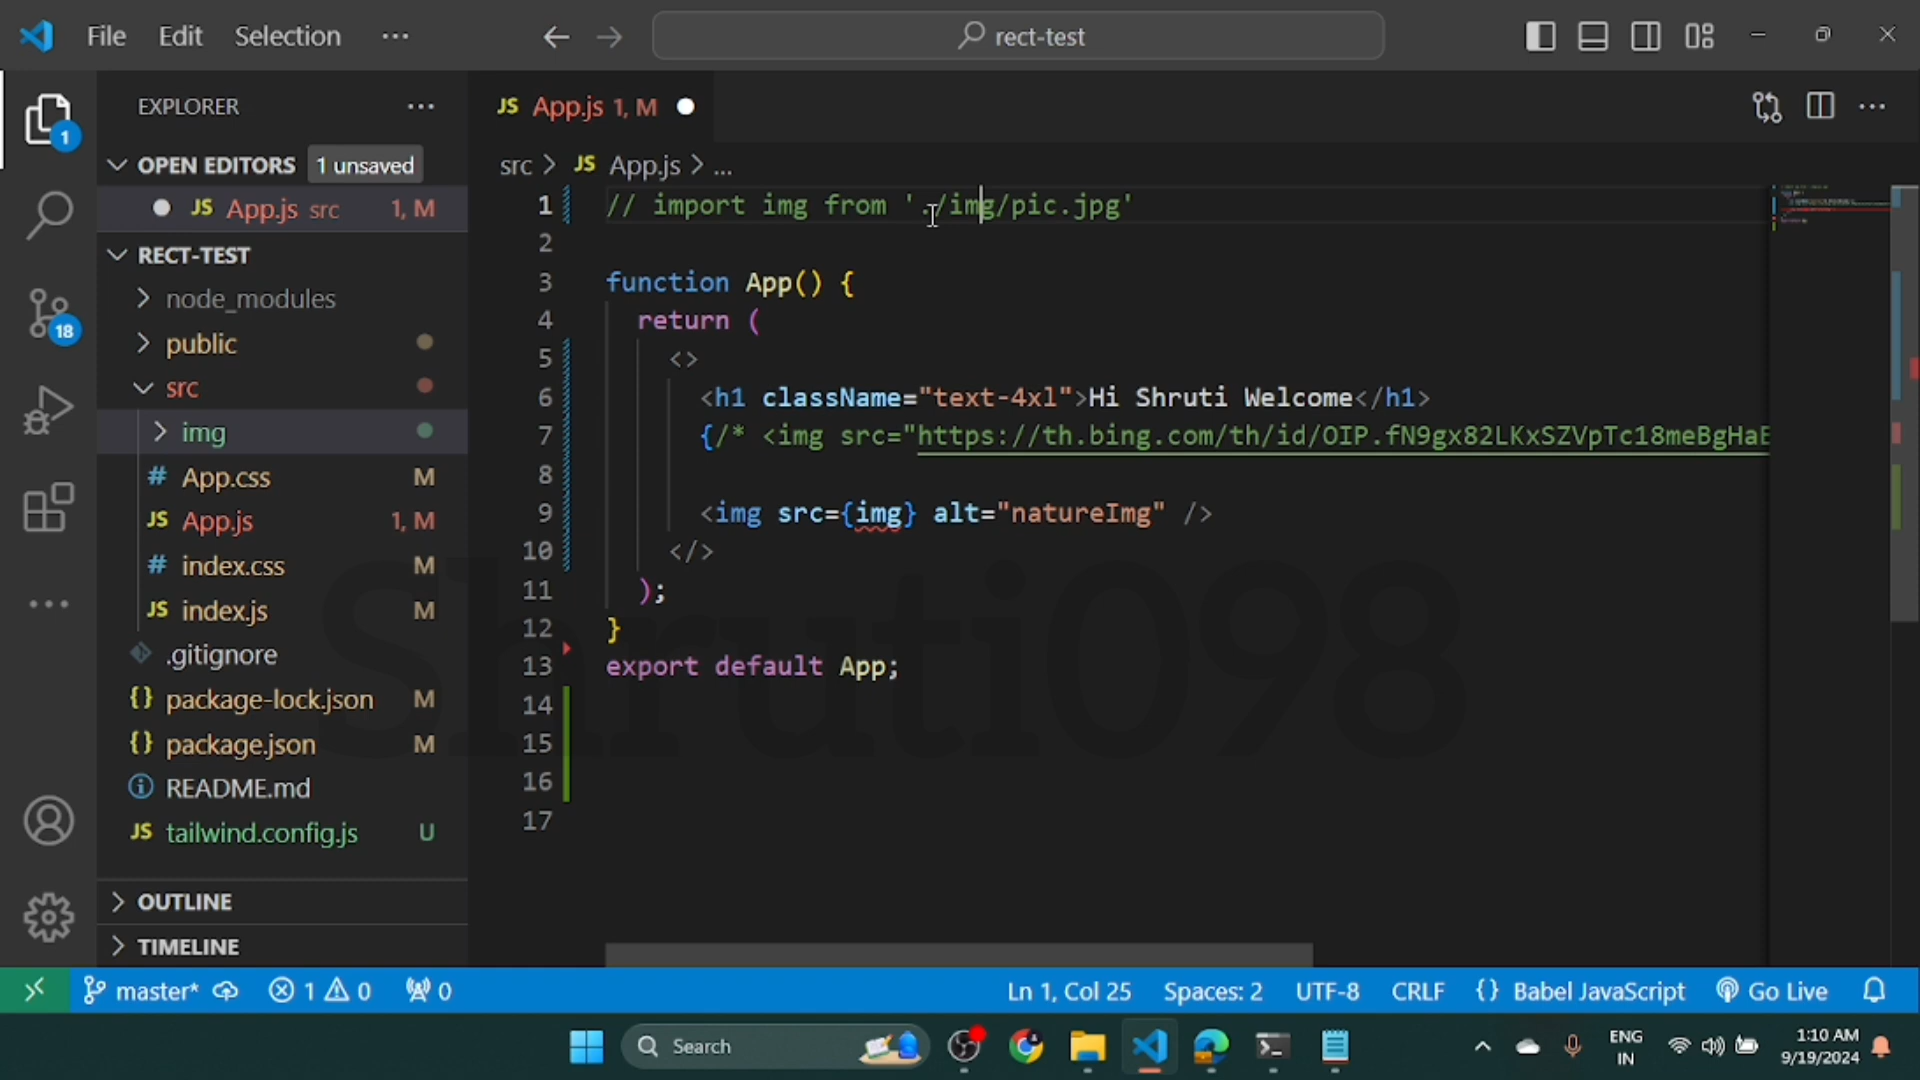 File Edit Selection ···
rect-test
EXPLORER ···
1
OPEN EDITORS 1 unsaved
JS App.js src 1, M
RECT-TEST
node_modules
public
src
img
# App.css M
JS App.js 1, M
# index.css M
JS index.js M
.gitignore
{} package-lock.json M
{} package.json M
README.md
JS tailwind.config.js U
OUTLINE
TIMELINE
18
JS App.js 1, M
src > JS App.js > ...
1 // import img from './img/pic.jpg'
2
3 function App() {
4 return (
5 <>
6 <h1 className="text-4xl">Hi Shruti Welcome</h1>
7 {/* <img src="https://th.bing.com/th/id/OIP.fN9gx82LKxSZVpTc18meBgHaE
8
9 <img src={img} alt="natureImg" />
10 </>
11 );
12 }
13 export default App;
14
15
16
17
Shruti098
master* 1 0 0
Ln 1, Col 25 Spaces: 2 UTF-8 CRLF {} Babel JavaScript Go Live
Search
ENG
IN
1:10 AM
9/19/2024